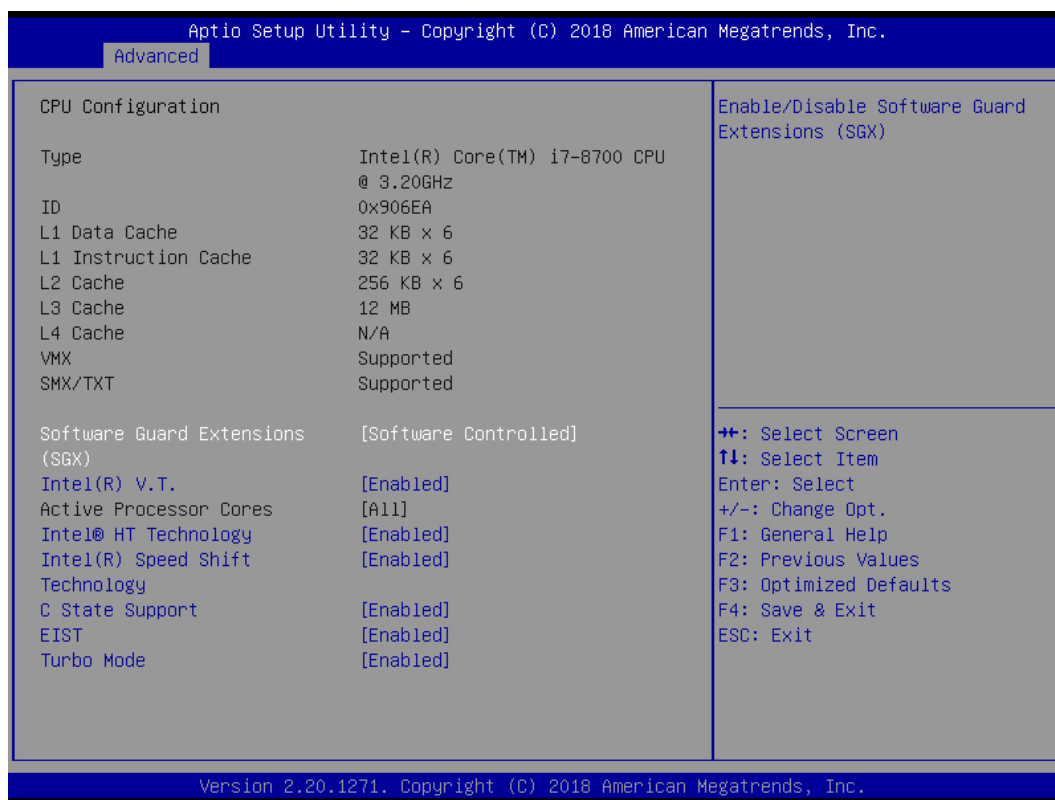 Aptio Setup Utility – Copyright (C) 2018 American Megatrends, Inc.
Advanced
CPU Configuration
Type Intel(R) Core(TM) i7-8700 CPU
@ 3.20GHz
ID 0x906EA
L1 Data Cache 32 KB x 6
L1 Instruction Cache 32 KB x 6
L2 Cache 256 KB x 6
L3 Cache 12 MB
L4 Cache N/A
VMX Supported
SMX/TXT Supported
Software Guard Extensions [Software Controlled]
(SGX)
Intel(R) V.T. [Enabled]
Active Processor Cores [All]
Intel® HT Technology [Enabled]
Intel(R) Speed Shift [Enabled]
Technology
C State Support [Enabled]
EIST [Enabled]
Turbo Mode [Enabled]
Enable/Disable Software Guard
Extensions (SGX)
→←: Select Screen
↑↓: Select Item
Enter: Select
+/-: Change Opt.
F1: General Help
F2: Previous Values
F3: Optimized Defaults
F4: Save & Exit
ESC: Exit
Version 2.20.1271. Copyright (C) 2018 American Megatrends, Inc.